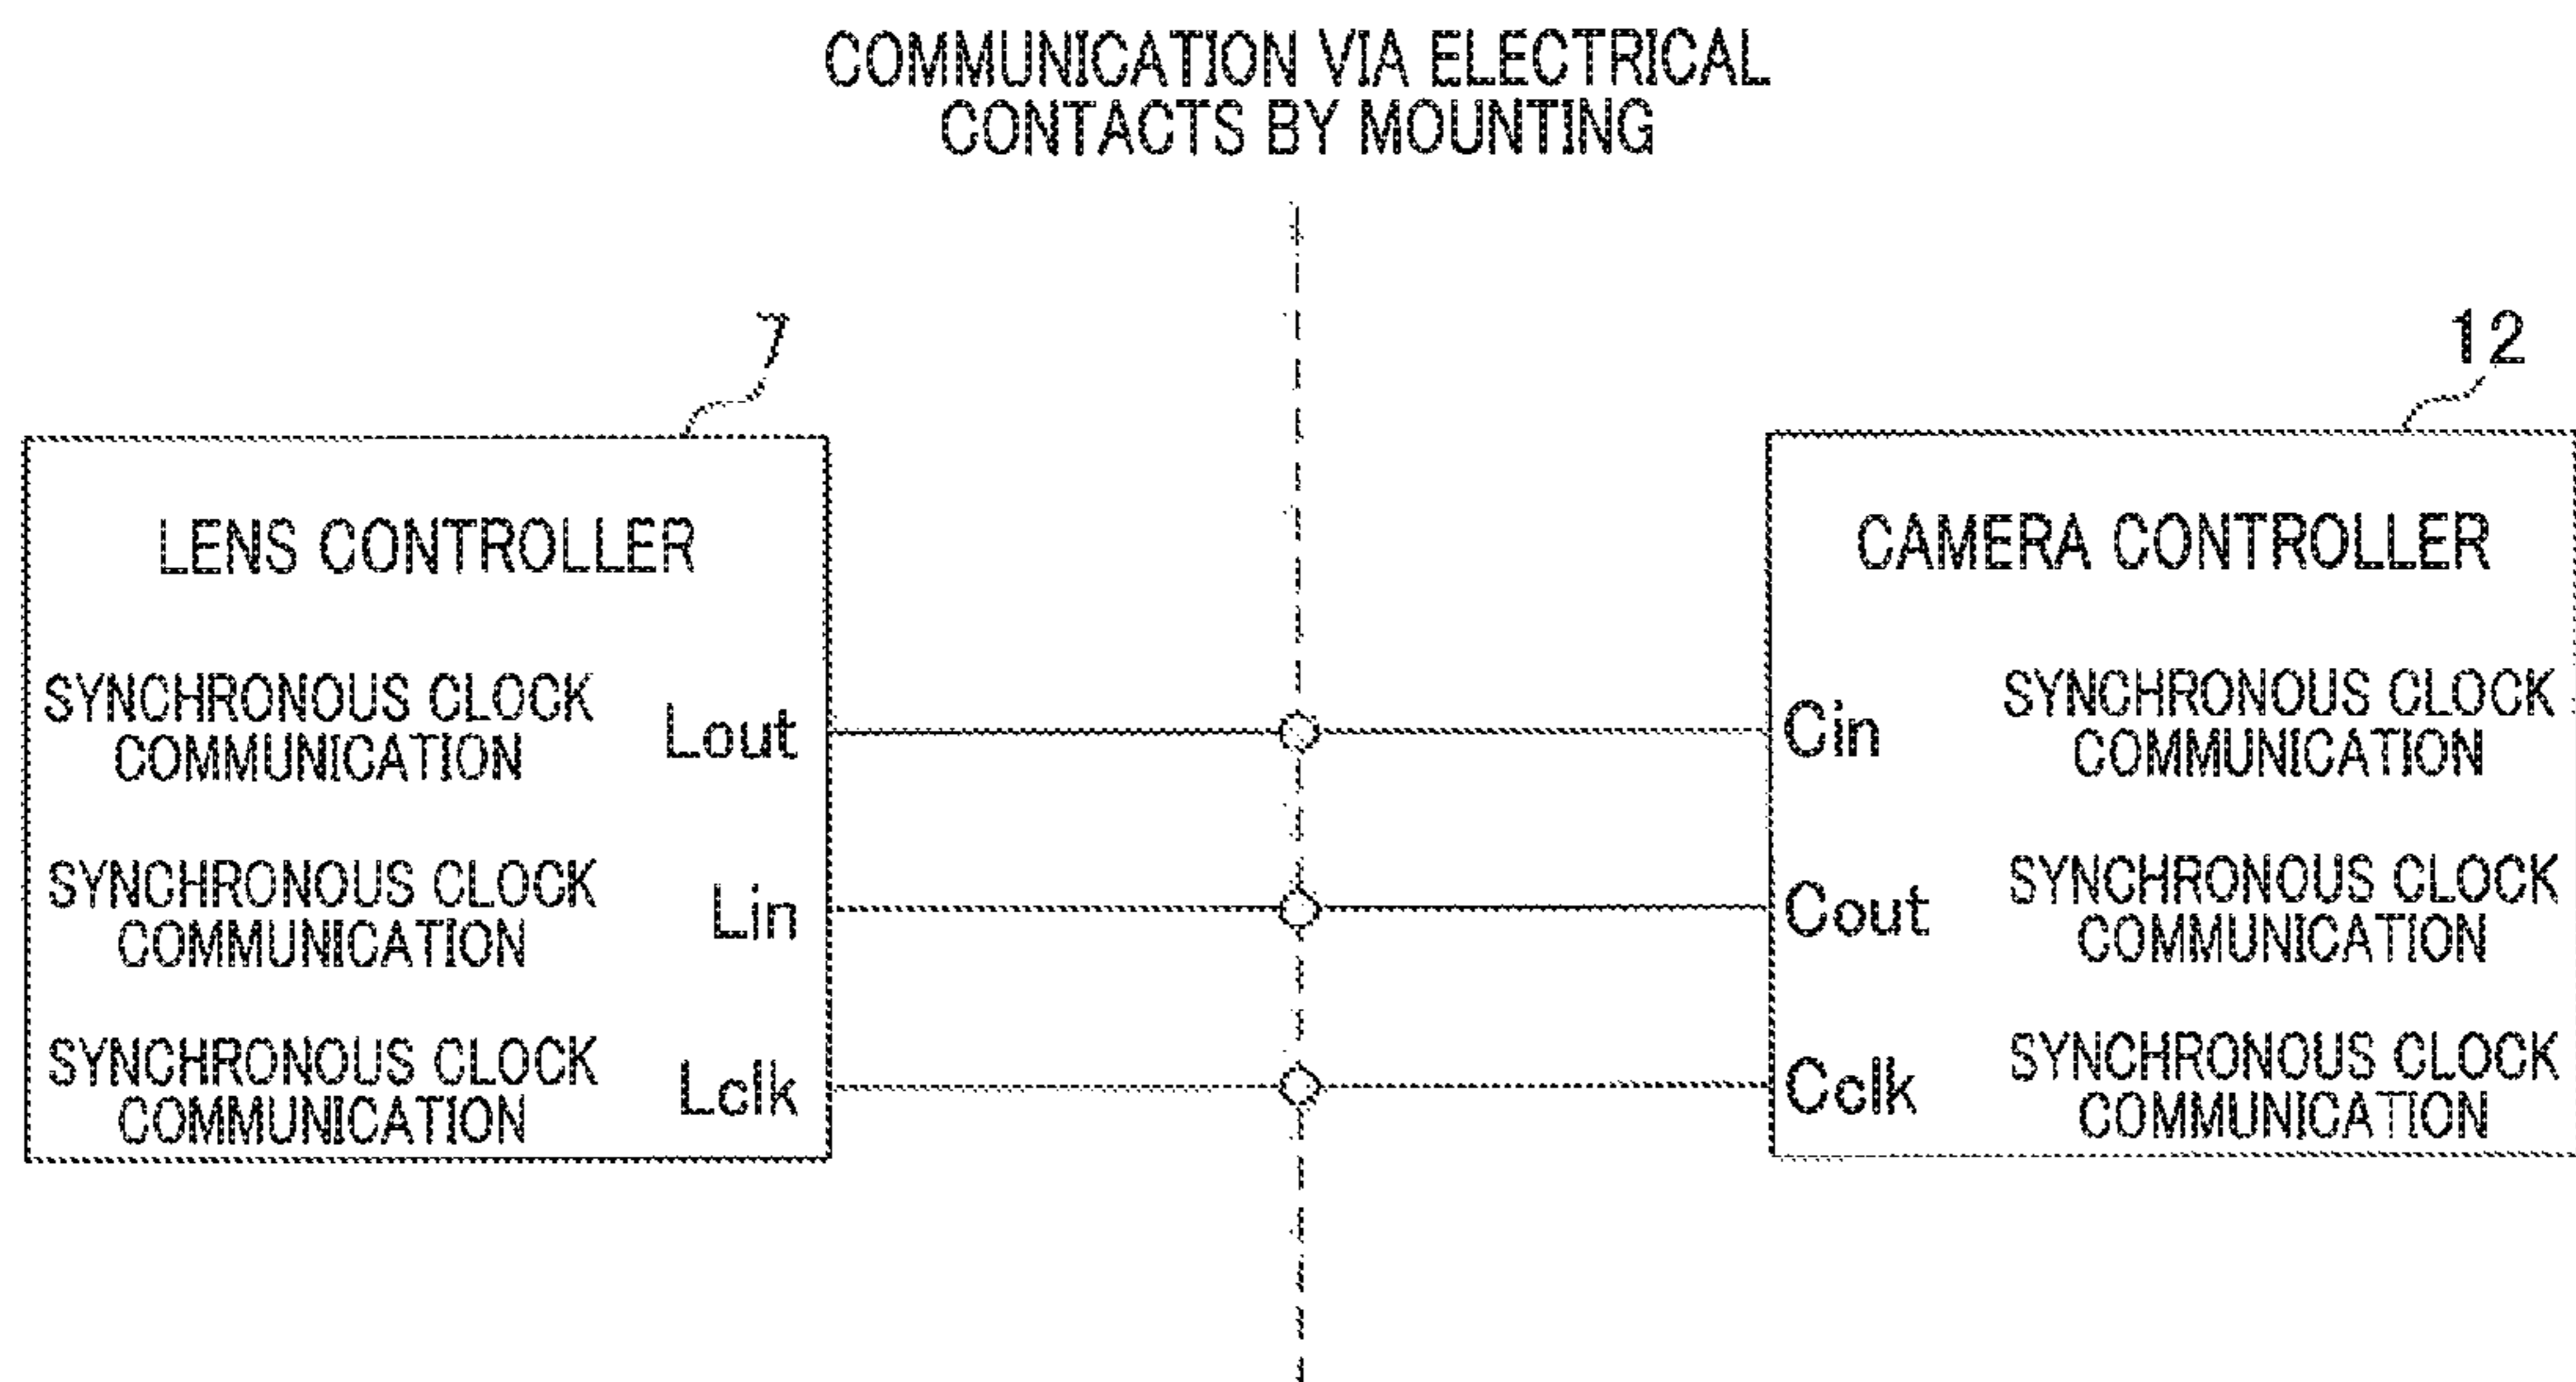 COMMUNICATION VIA ELECTRICAL
CONTACTS BY MOUNTING
7
12
LENS CONTROLLER
CAMERA CONTROLLER
SYNCHRONOUS CLOCK
COMMUNICATION
Lout
Cin
SYNCHRONOUS CLOCK
COMMUNICATION
SYNCHRONOUS CLOCK
COMMUNICATION
Lin
Cout
SYNCHRONOUS CLOCK
COMMUNICATION
SYNCHRONOUS CLOCK
COMMUNICATION
Lclk
Cclk
SYNCHRONOUS CLOCK
COMMUNICATION